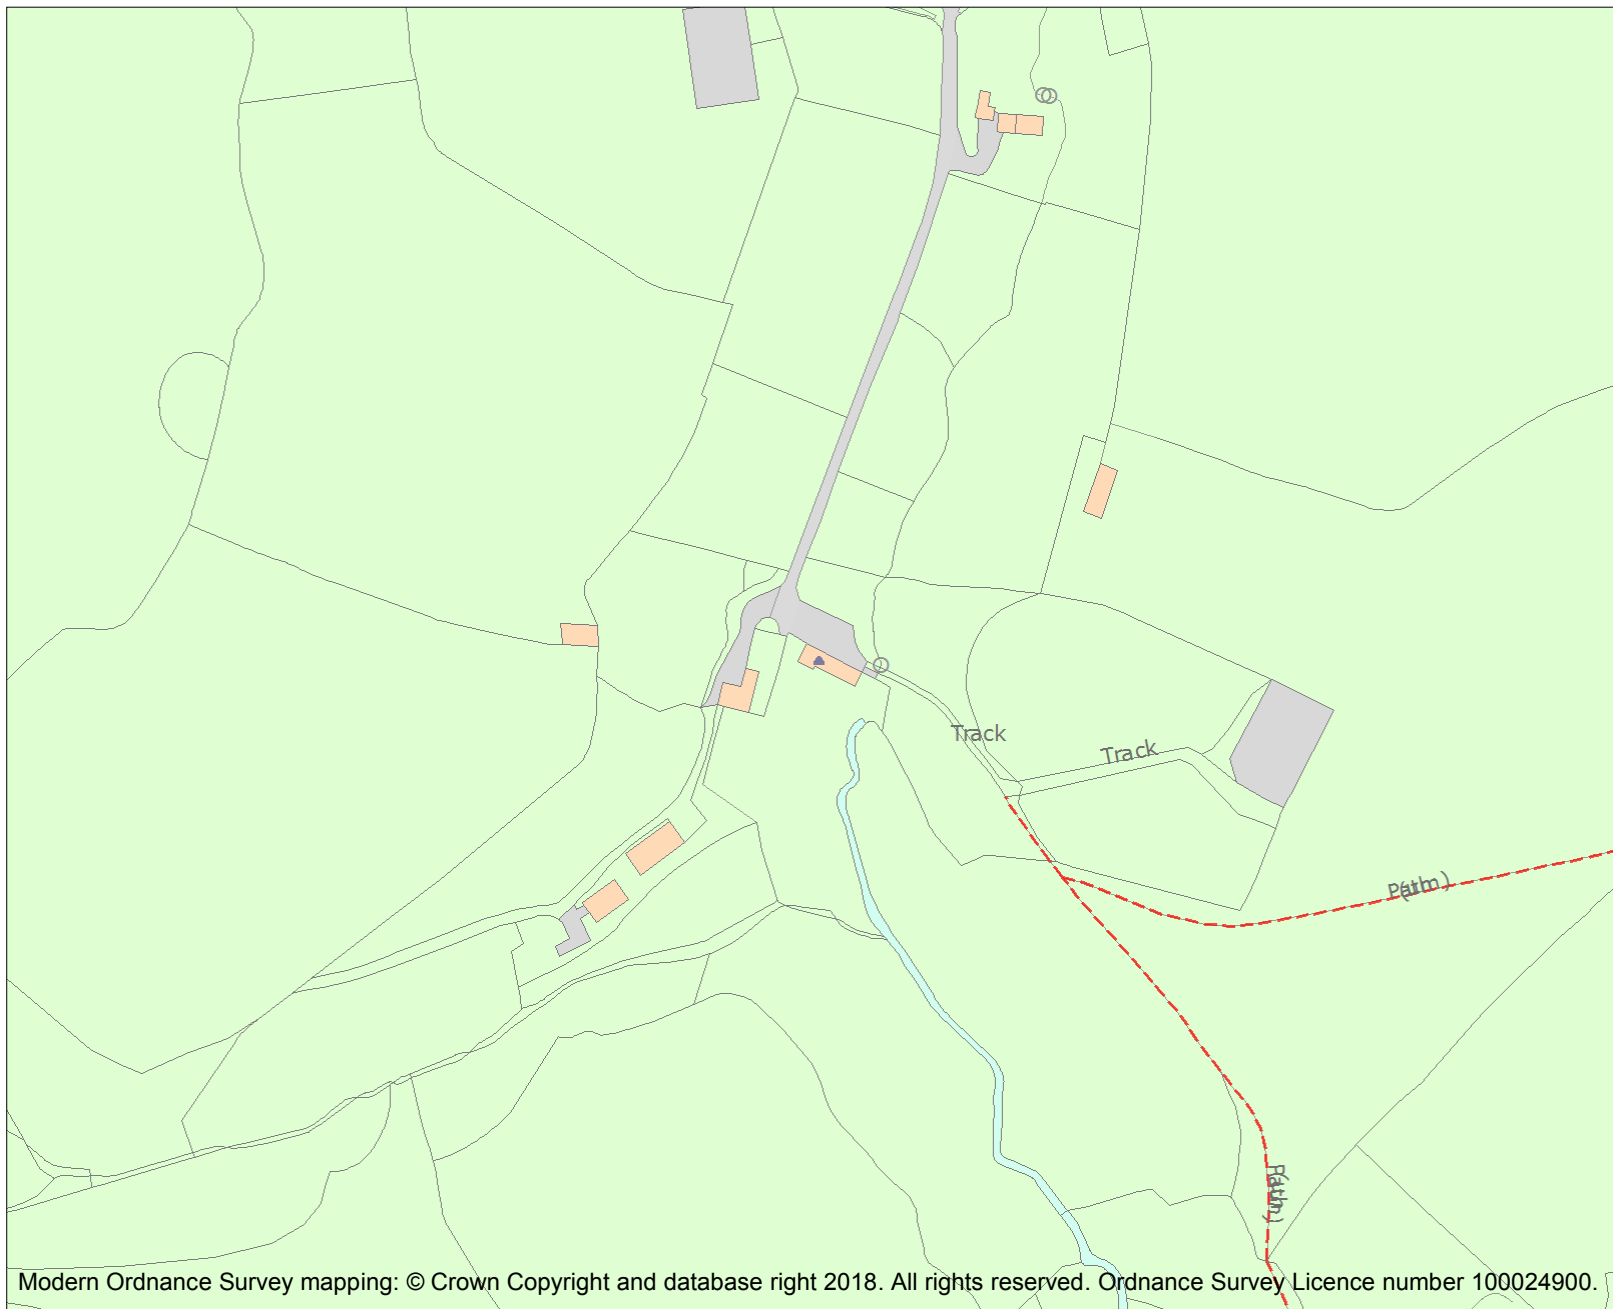 Track
Track
Path
Path
Modern Ordnance Survey mapping: © Crown Copyright and database right 2018. All rights reserved. Ordnance Survey Licence number 100024900.